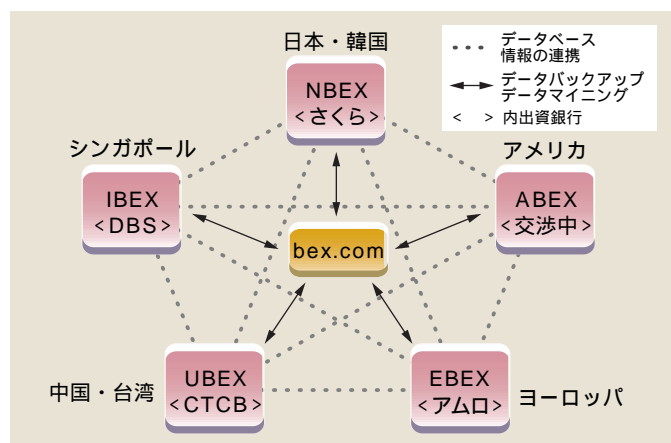 日本・韓国
データベース
情報の連携
データバックアップ
データマイニング
< > 内出資銀行
NBEX
<さくら>
シンガポール
IBEX
<DBS>
アメリカ
ABEX
<交渉中>
bex.com
中国・台湾
UBEX
<CTCB>
EBEX
<アムロ>
ヨーロッパ